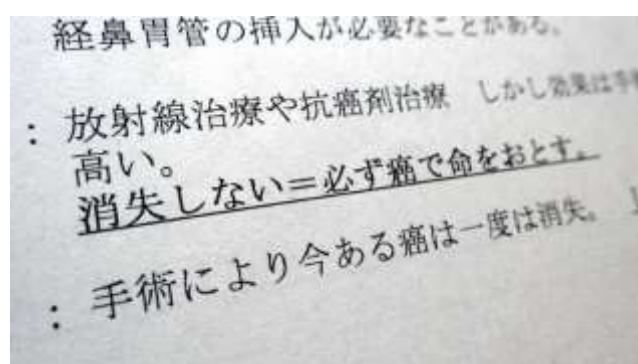 経鼻胃管の挿入が必要なことがある。
: 放射線治療や抗癌剤治療 しかし効果は手術
高い。
消失しない＝必ず癌で命をおとす。
: 手術により今ある癌は一度は消失。